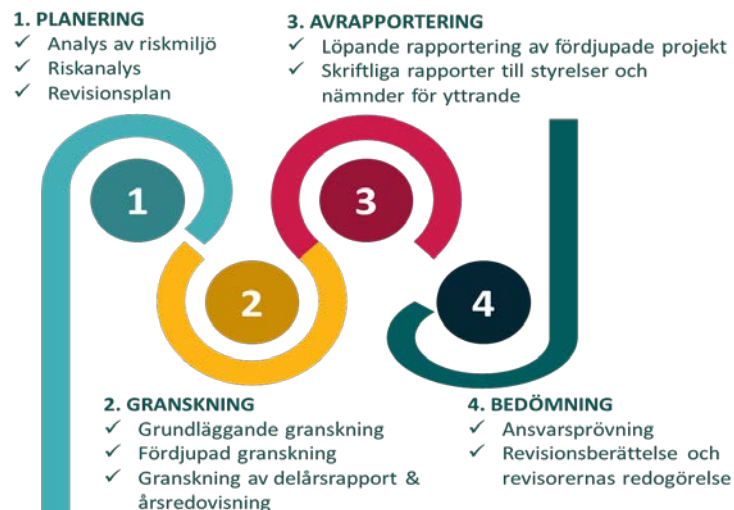 1. PLANERING
✓ Analys av riskmiljö
✓ Riskanalys
✓ Revisionsplan
3. AVRAPPORTERING
✓ Löpande rapportering av fördjupade projekt
✓ Skriftliga rapporter till styrelser och
nämnder för yttrande
1
2
3
4
2. GRANSKNING
✓ Grundläggande granskning
✓ Fördjupad granskning
✓ Granskning av delårsrapport &
årsredovisning
4. BEDÖMNING
✓ Ansvarsprövning
✓ Revisionsberättelse och
revisorernas redogörelse